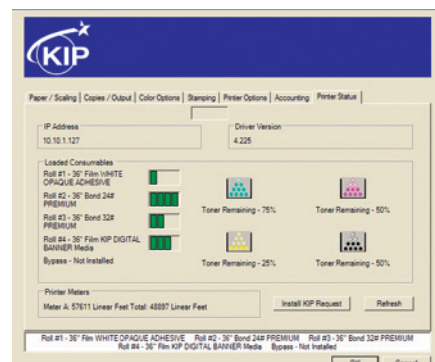 KIP
Paper / Scaling Copies / Output Color Options Stamping Printer Options Accounting Printer Status
IP Address
10.10.1.127
Driver Version
4.225
Loaded Consumables
Roll #1 - 36" Film WHITE
OPAQUE ADHESIVE
Roll #2 - 36" Bond 24#
PREMIUM
Roll #3 - 36" Bond 32#
PREMIUM
Roll #4 - 36" Film KIP DIGITAL
BANNER Media
Bypass - Not Installed
Toner Remaining - 75%
Toner Remaining - 50%
Toner Remaining - 25%
Toner Remaining - 50%
Printer Meters
Meter A: 57611 Linear Feet Total: 48897 Linear Feet
Install KIP Request
Refresh
Roll #1 - 36" Film WHITE OPAQUE ADHESIVE Roll #2 - 36" Bond 24# PREMIUM Roll #3 - 36" Bond 32# PREMIUM
Roll #4 - 36" Film KIP DIGITAL BANNER Media Bypass - Not Installed